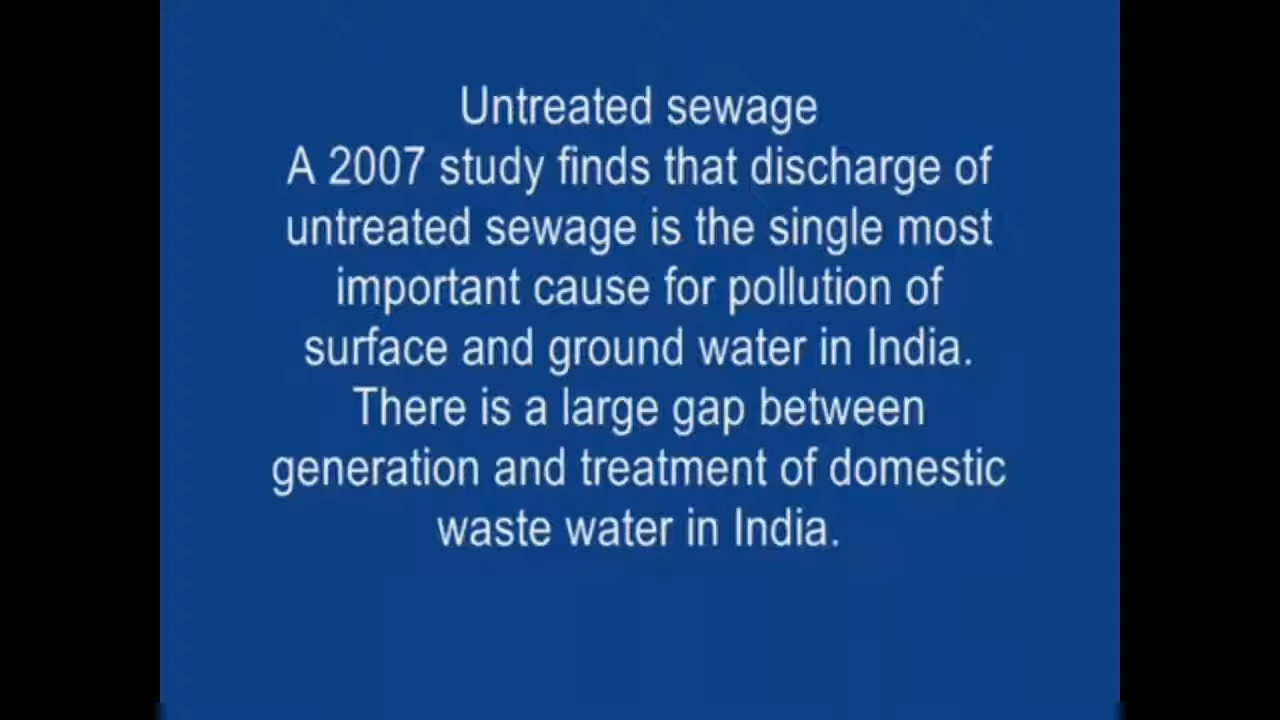 Untreated sewage
A 2007 study finds that discharge of
untreated sewage is the single most
important cause for pollution of
surface and ground water in India.
There is a large gap between
generation and treatment of domestic
waste water in India.